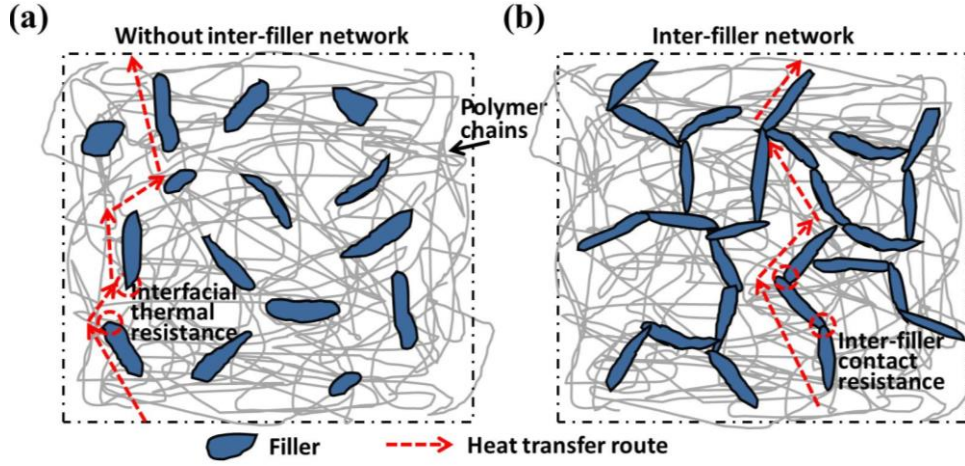 (a)
Without inter-filler network
(b)
Inter-filler network
Polymer
chains
Interfacial
thermal
resistance
Inter-filler
contact
resistance
Filler
Heat transfer route